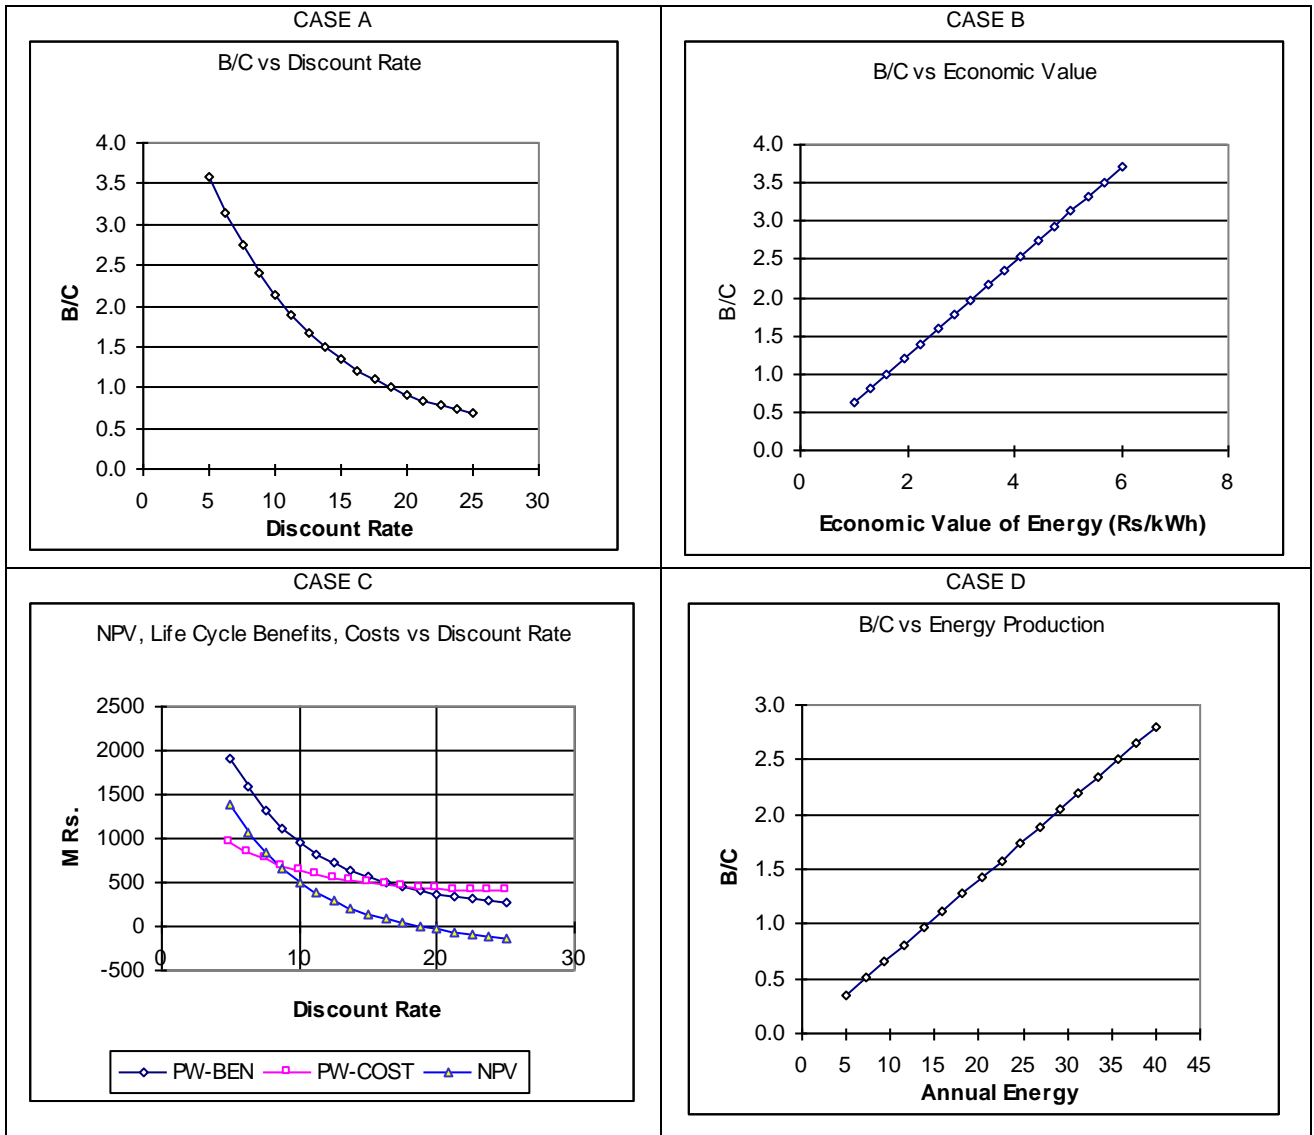 CASE A
B/C vs Discount Rate
4.0
3.5
3.0
2.5
2.0
1.5
1.0
0.5
0.0
B/C
0 5 10 15 20 25 30
Discount Rate
CASE B
B/C vs Economic Value
4.0
3.5
3.0
2.5
2.0
1.5
1.0
0.5
0.0
B/C
0 2 4 6 8
Economic Value of Energy (Rs/kWh)
CASE C
NPV, Life Cycle Benefits, Costs vs Discount Rate
2500
2000
1500
1000
500
0
-500
M Rs.
0 10 20 30
Discount Rate
PW-BEN PW-COST NPV
CASE D
B/C vs Energy Production
3.0
2.5
2.0
1.5
1.0
0.5
0.0
B/C
0 5 10 15 20 25 30 35 40 45
Annual Energy